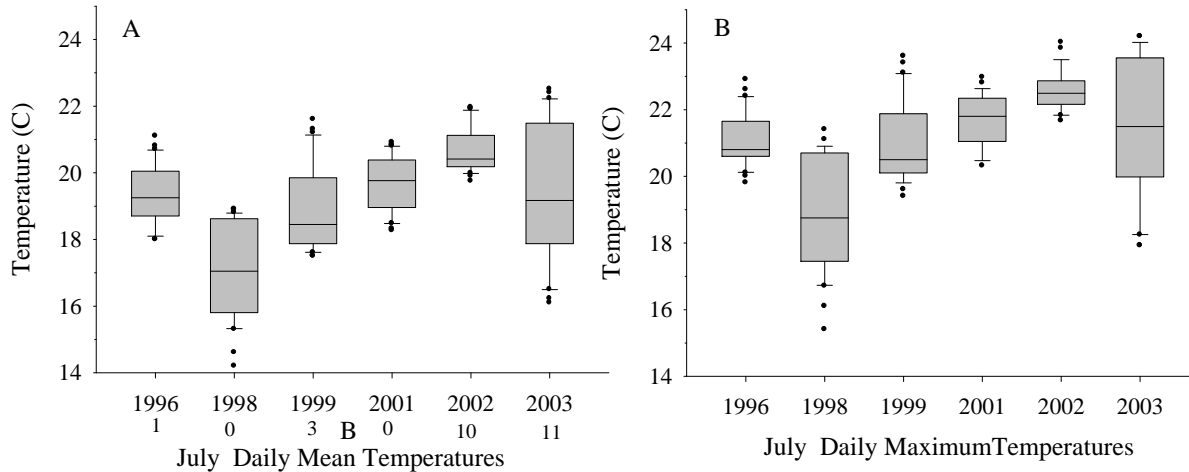 A
Temperature (C)
24
22
20
18
16
14
1996 1998 1999 2001 2002 2003
1 0 3 B 0 10 11
July Daily Mean Temperatures
B
Temperature (C)
24
22
20
18
16
14
1996 1998 1999 2001 2002 2003
July Daily MaximumTemperatures